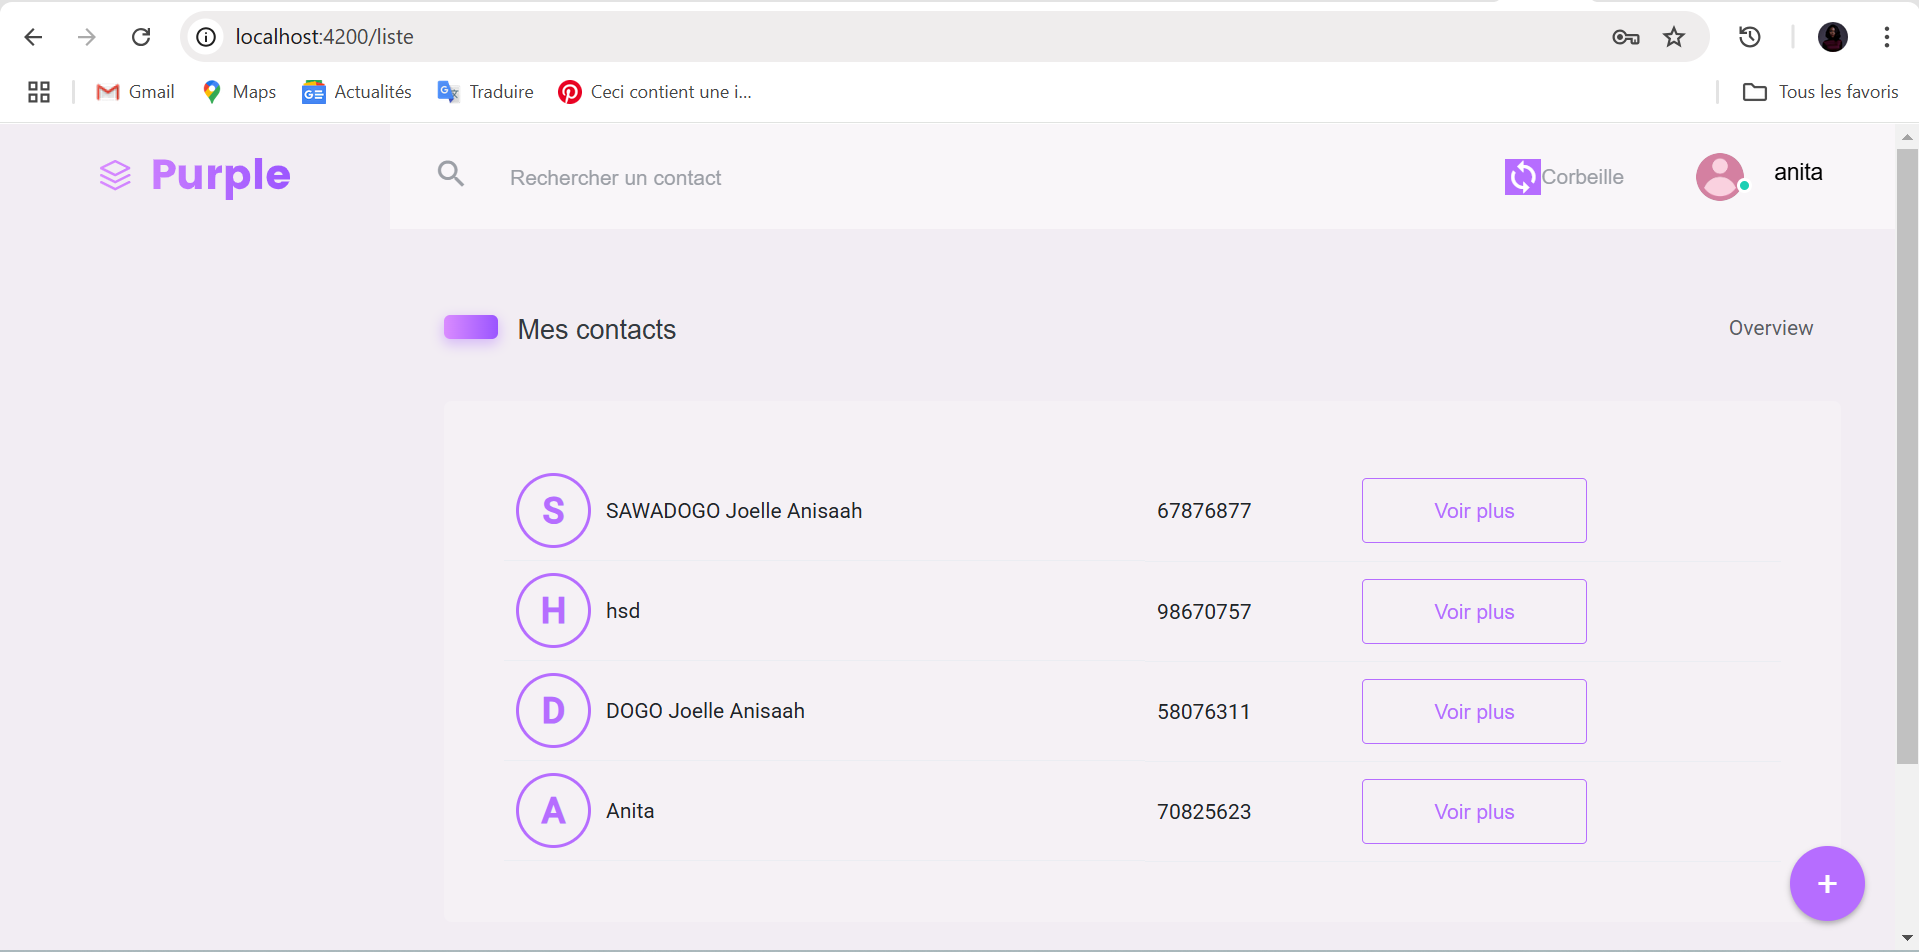 localhost:4200/liste
Gmail Maps Actualités Traduire Ceci contient une i... Tous les favoris
Purple Rechercher un contact Corbeille anita
Mes contacts Overview
S SAWADOGO Joelle Anisaah 67876877 Voir plus
H hsd 98670757 Voir plus
D DOGO Joelle Anisaah 58076311 Voir plus
A Anita 70825623 Voir plus
+